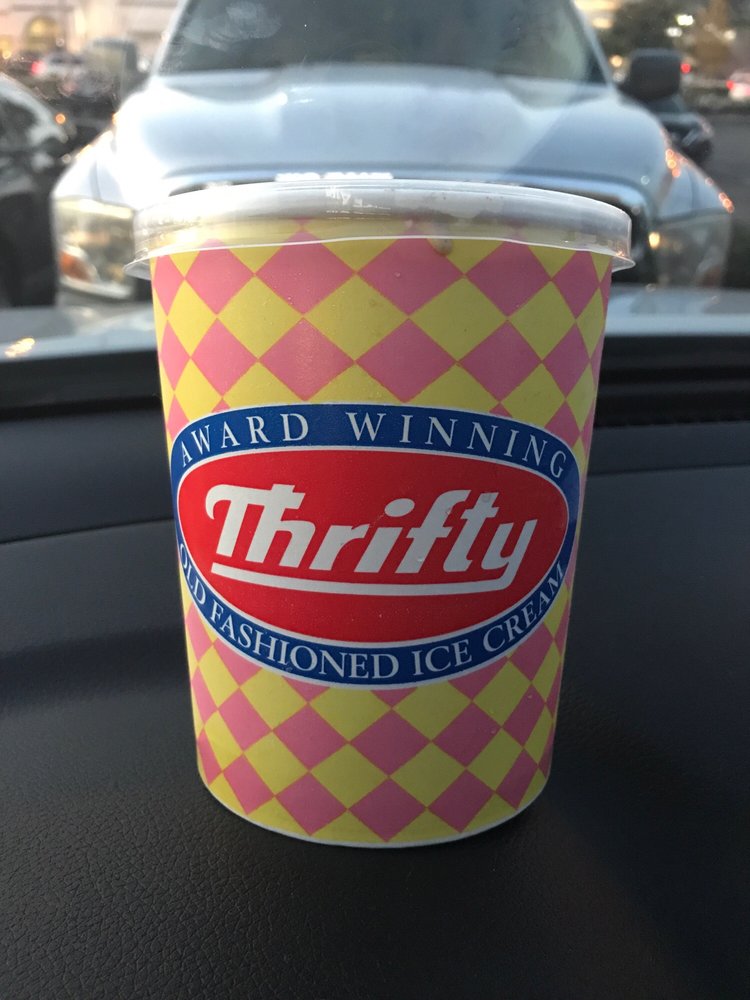 AWARD WINNING
Thrifty
OLD FASHIONED ICE CREAM